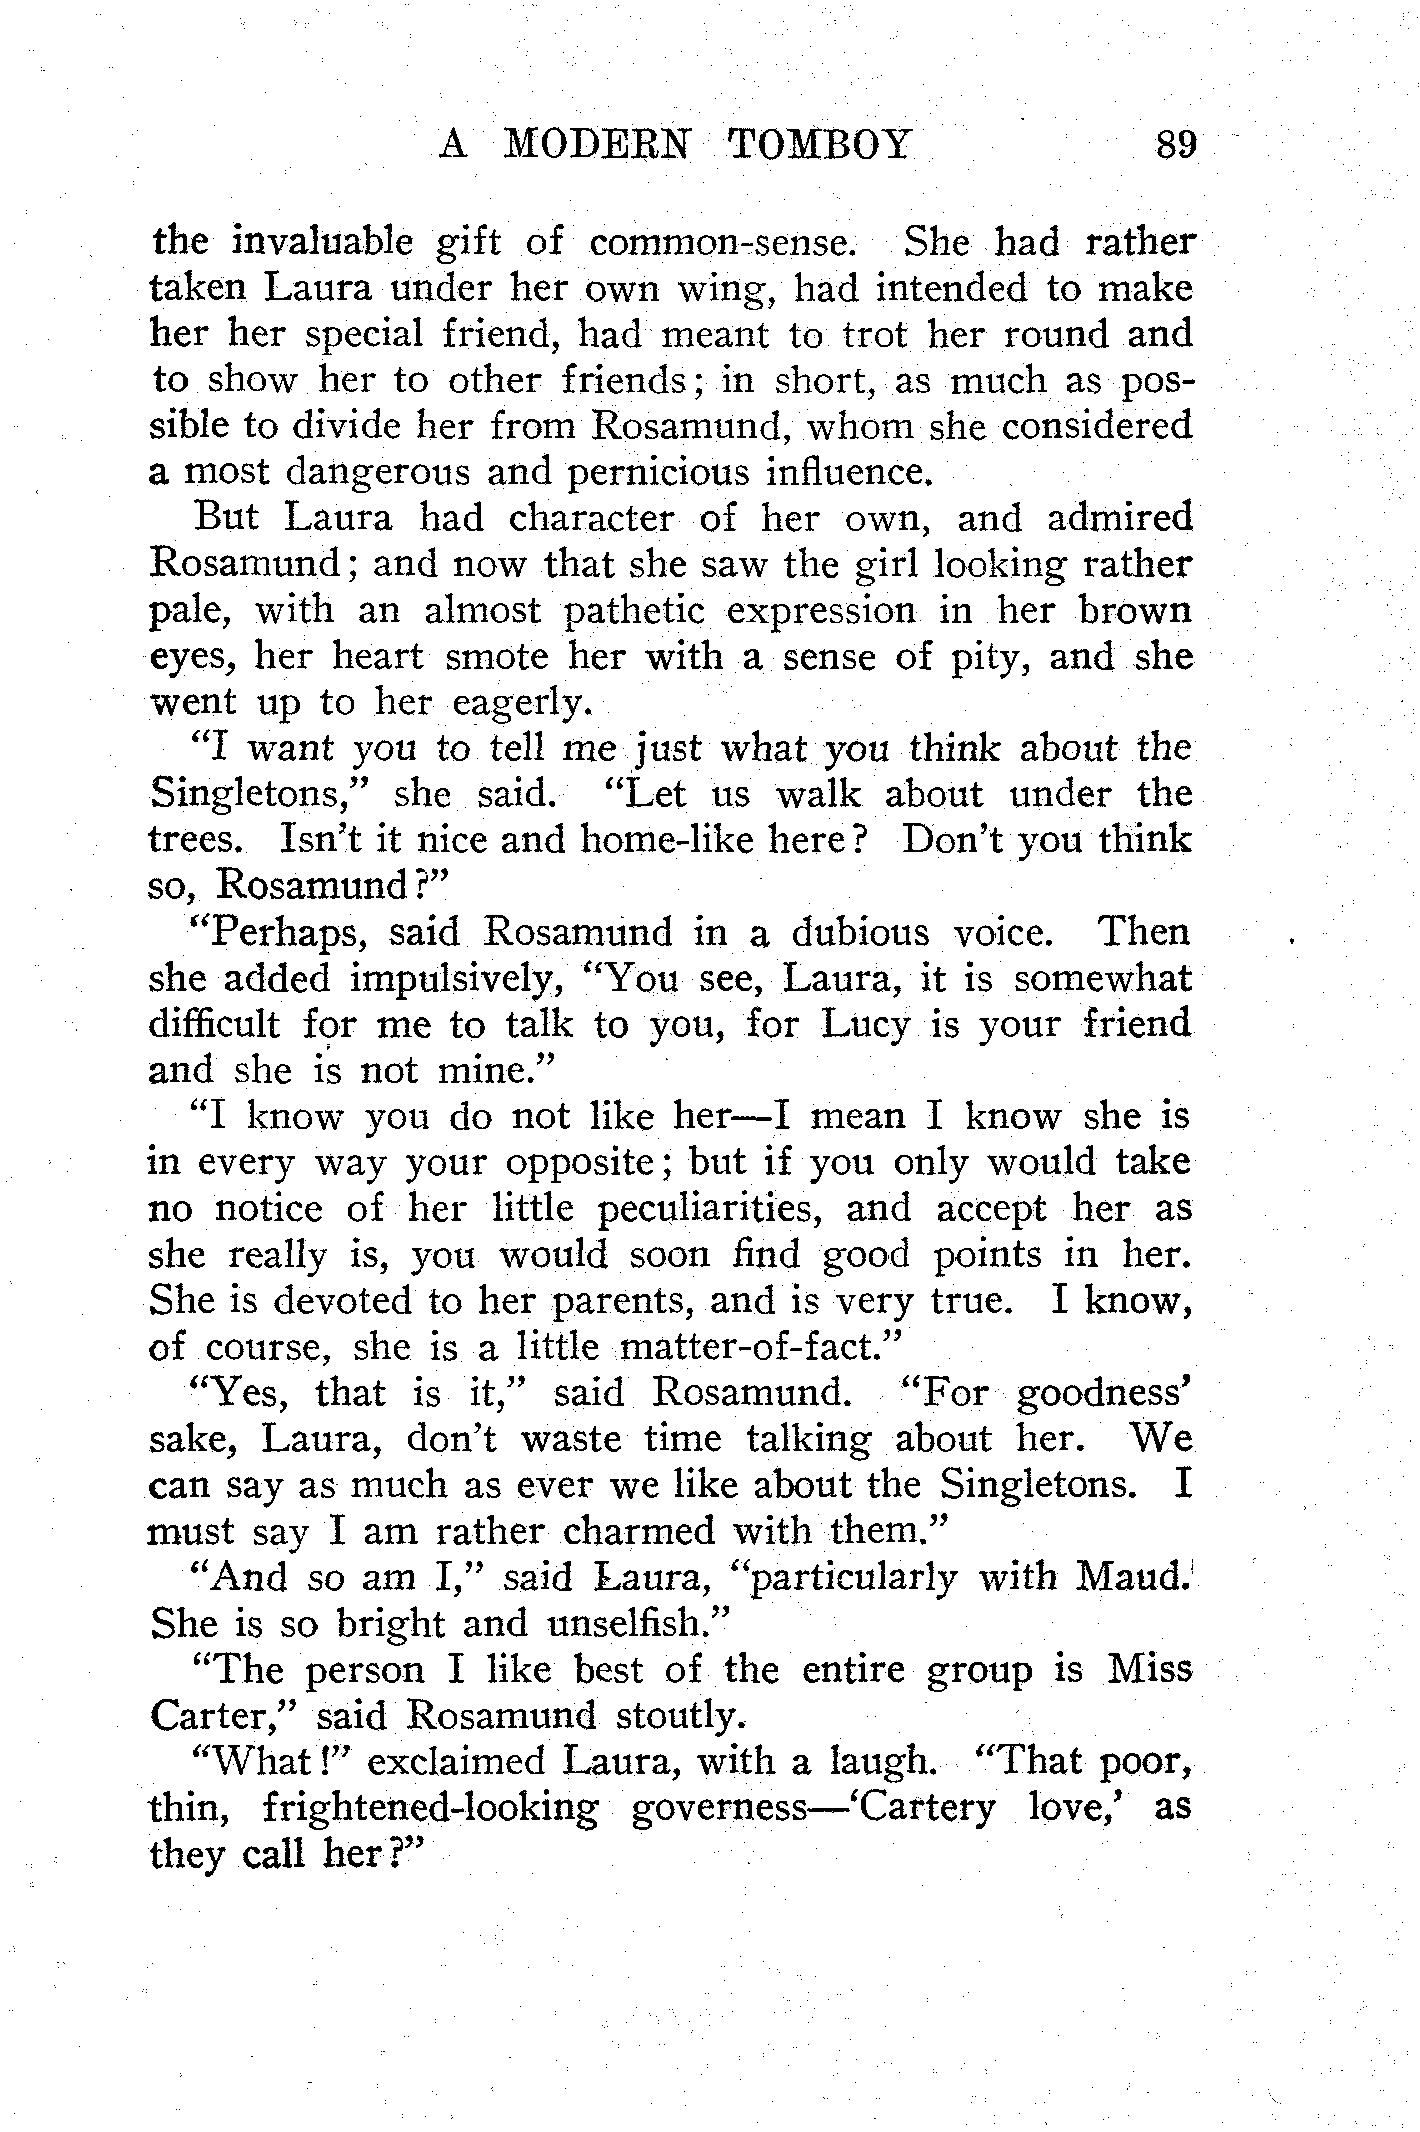 A MODERN TOMBOY 89
the invaluable gift of common-sense. She had rather
taken Laura under her own wing, had intended to make
her her special friend, had meant to trot her round and
to show her to other friends; in short, as much as pos-
sible to divide her from Rosamund, whom she considered
a most dangerous and pernicious influence.
But Laura had character of her own, and admired
Rosamund; and now that she saw the girl looking rather
pale, with an almost pathetic expression in her brown
eyes, her heart smote her with a sense of pity, and she
went up to her eagerly.
“I want you to tell me just what you think about the
Singletons,” she said. “Let us walk about under the
trees. Isn’t it nice and home-like here? Don’t you think
so, Rosamund?”
“Perhaps, said Rosamund in a dubious voice. Then
she added impulsively, “You see, Laura, it is somewhat
difficult for me to talk to you, for Lucy is your friend
and she is not mine.”
“I know you do not like her—I mean I know she is
in every way your opposite; but if you only would take
no notice of her little peculiarities, and accept her as
she really is, you would soon find good points in her.
She is devoted to her parents, and is very true. I know,
of course, she is a little matter-of-fact.”
“Yes, that is it,” said Rosamund. “For goodness’
sake, Laura, don’t waste time talking about her. We
can say as much as ever we like about the Singletons. I
must say I am rather charmed with them.”
“And so am I,” said Laura, “particularly with Maud.
She is so bright and unselfish.”
“The person I like best of the entire group is Miss
Carter,” said Rosamund stoutly.
“What!” exclaimed Laura, with a laugh. “That poor,
thin, frightened-looking governess—‘Cartery love,’ as
they call her?”